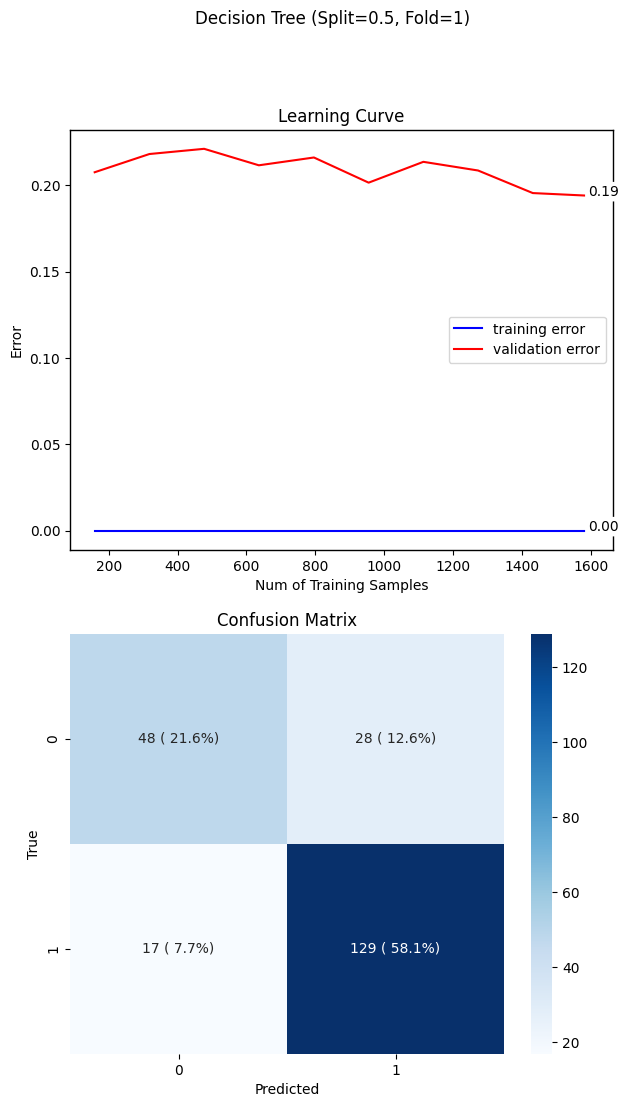 Decision Tree (Split=0.5, Fold=1)
Learning Curve
0.20
0.15
0.10
0.05
0.00
Error
0.19
0.00
training error
validation error
200 400 600 800 1000 1200 1400 1600
Num of Training Samples
Confusion Matrix
0
1
True
48 ( 21.6%) 28 ( 12.6%)
17 ( 7.7%) 129 ( 58.1%)
0 1
Predicted
120
100
80
60
40
20